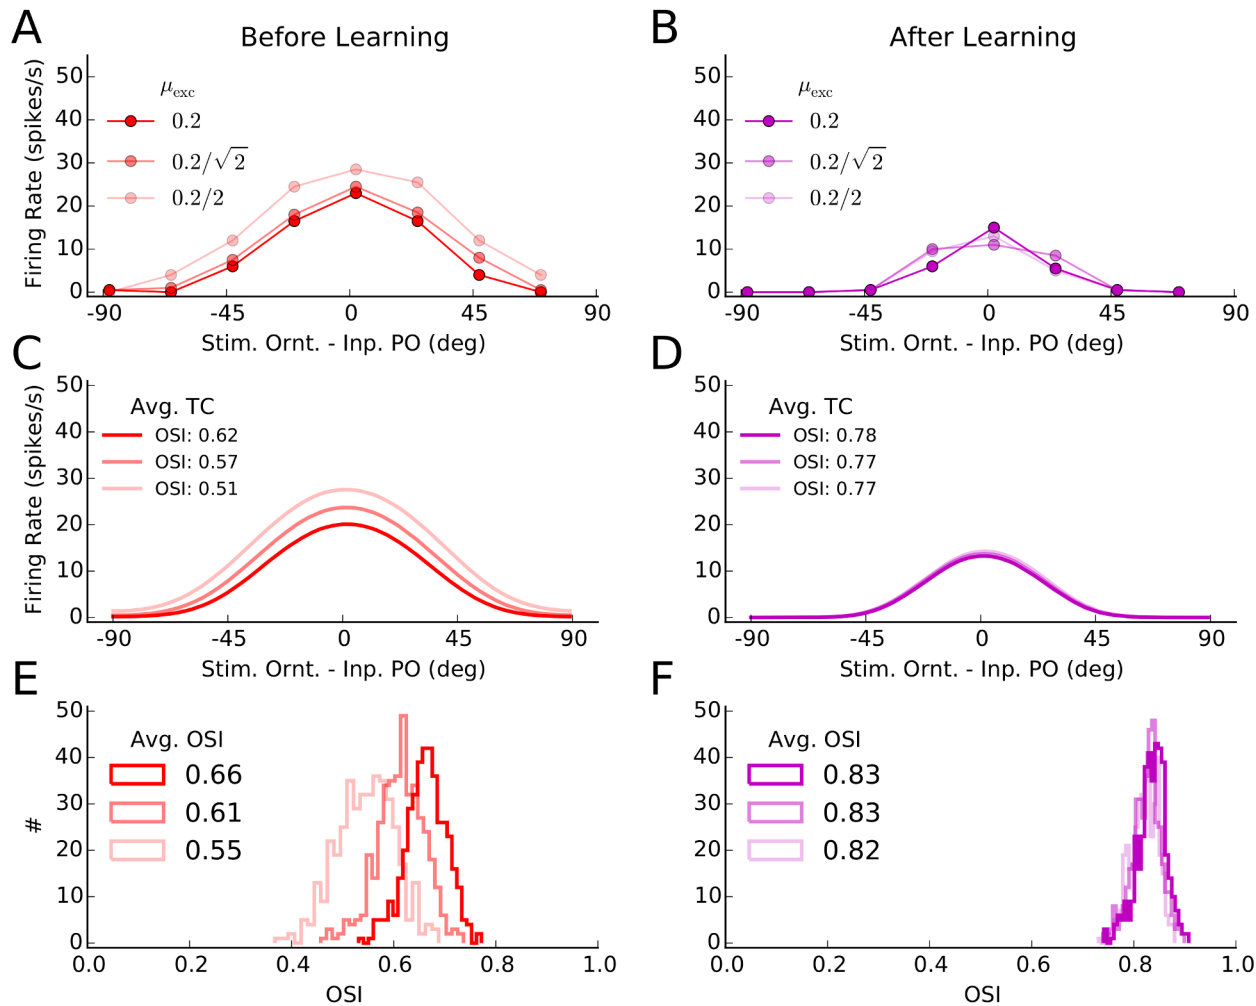 A
Before Learning
Firing Rate (spikes/s)
50
40
30
20
10
0
μexc
0.2
0.2/√2
0.2/2
-90
-45
0
45
90
Stim. Ornt. - Inp. PO (deg)
B
After Learning
50
40
30
20
10
0
μexc
0.2
0.2/√2
0.2/2
-90
-45
0
45
90
Stim. Ornt. - Inp. PO (deg)
C
Firing Rate (spikes/s)
50
40
30
20
10
0
Avg. TC
OSI: 0.62
OSI: 0.57
OSI: 0.51
-90
-45
0
45
90
Stim. Ornt. - Inp. PO (deg)
D
50
40
30
20
10
0
Avg. TC
OSI: 0.78
OSI: 0.77
OSI: 0.77
-90
-45
0
45
90
Stim. Ornt. - Inp. PO (deg)
E
#
50
40
30
20
10
0
Avg. OSI
0.66
0.61
0.55
0.0
0.2
0.4
0.6
0.8
1.0
OSI
F
50
40
30
20
10
0
Avg. OSI
0.83
0.83
0.82
0.0
0.2
0.4
0.6
0.8
1.0
OSI